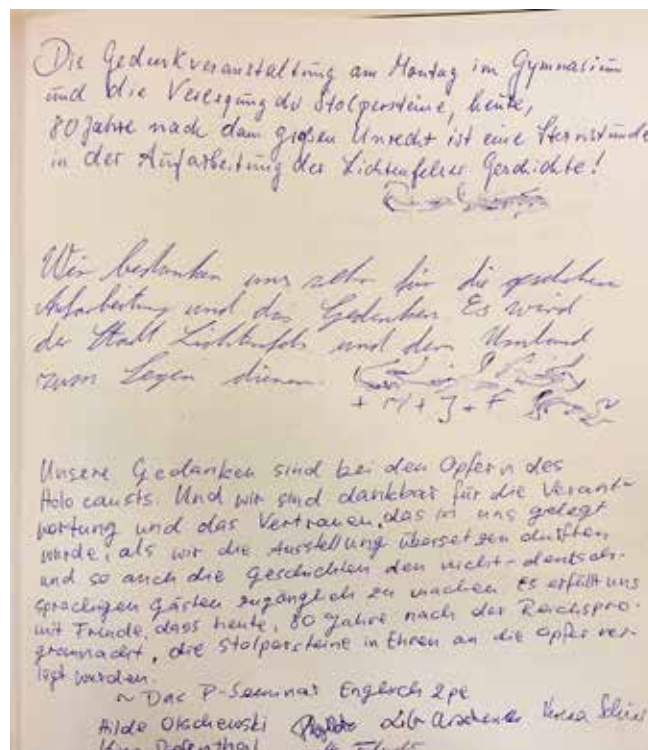 Die Gedenkveranstaltung am Montag im Gymnasium
und die Verlegung der Stolpersteine, heute,
80 Jahre nach dem großen Unrecht ist eine Sternstunde
in der Aufarbeitung der Lichtenfelser Geschichte!
Wir bedanken uns sehr für die
Aufarbeitung und das Gedenken. Es wird
der Stadt Lichtenfels und dem Umland
zum Segen dienen.
+ M + J + F
Unsere Gedanken sind bei den Opfern des
Holocausts. Und wir sind dankbar für die Verant-
wortung und das Vertrauen, das in uns gelegt
wurde, als wir die Ausstellung übersetzen durften
und so auch die Geschichten den nicht-deutsch-
sprachigen Gästen zugänglich zu machen. Es erfüllt uns
mit Freude, dass heute, 80 Jahre nach der Reichspro-
gromnacht, die Stolpersteine in Ehren an die Opfer ver-
legt wurden.
~ Das P-Seminar Englisch 2pe
Hilde Olschewski